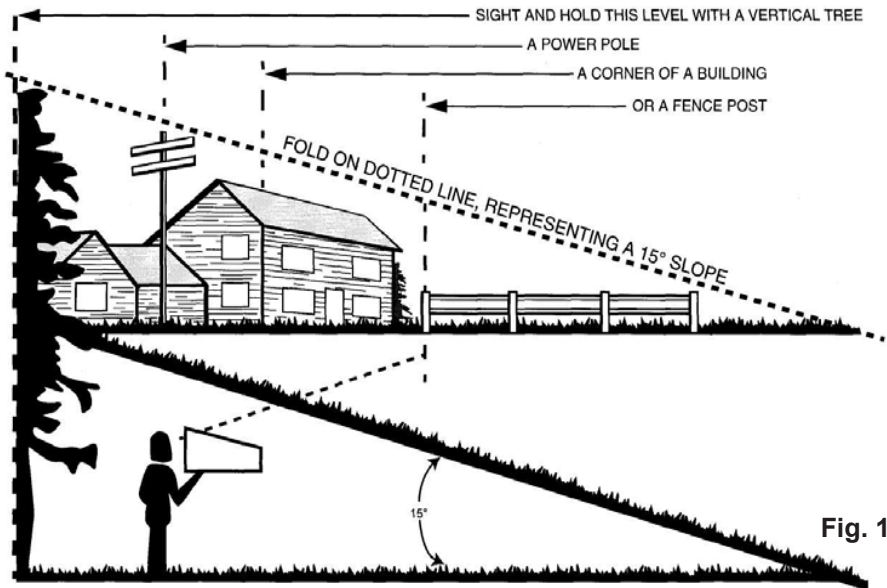 SIGHT AND HOLD THIS LEVEL WITH A VERTICAL TREE
A POWER POLE
A CORNER OF A BUILDING
OR A FENCE POST
FOLD ON DOTTED LINE, REPRESENTING A 15° SLOPE
15°
Fig. 1